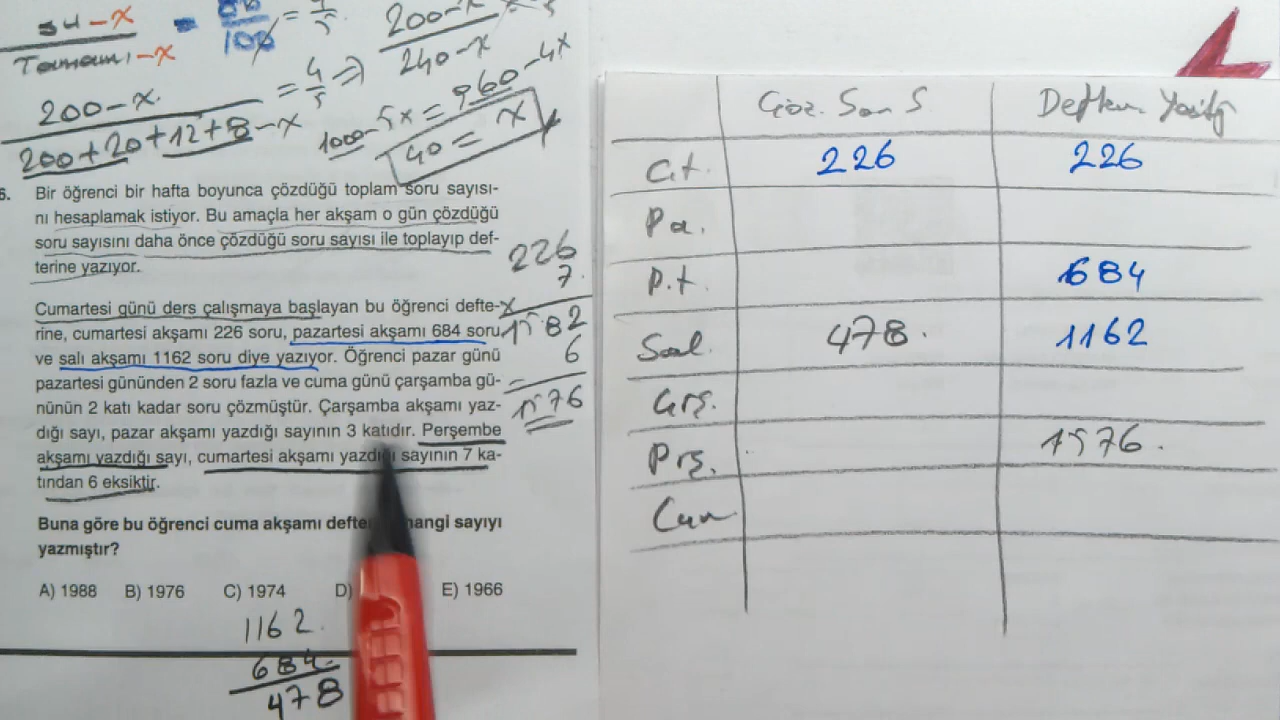 su - x
Tamamı - x
=
80
100
=
4
5
200-x
240-x
200-x
200+20+12+8-x
= 4/5 ⇒
1000-5x = 960-4x
40 = x
6. Bir öğrenci bir hafta boyunca çözdüğü toplam soru sayısı-
nı hesaplamak istiyor. Bu amaçla her akşam o gün çözdüğü
soru sayısını daha önce çözdüğü soru sayısı ile toplayıp def-
terine yazıyor.
Cumartesi günü ders çalışmaya başlayan bu öğrenci defte-
rine, cumartesi akşamı 226 soru, pazartesi akşamı 684 soru
ve salı akşamı 1162 soru diye yazıyor. Öğrenci pazar günü
pazartesi gününden 2 soru fazla ve cuma günü çarşamba gü-
nünün 2 katı kadar soru çözmüştür. Çarşamba akşamı yaz-
dığı sayı, pazar akşamı yazdığı sayının 3 katıdır. Perşembe
akşamı yazdığı sayı, cumartesi akşamı yazdığı sayının 7 ka-
tından 6 eksiktir.
Buna göre bu öğrenci cuma akşamı hangi sayıyı
yazmıştır?
A) 1988 B) 1976 C) 1974 D) E) 1966
226
7
x
1582
6
-
1576
1162
684
478
Çöz. Son S. Defter Yazdığı
C.t. 226 226
Pa.
P.t. 684
Sal. 478 1162
Çrş.
Prş. 1576
Cum